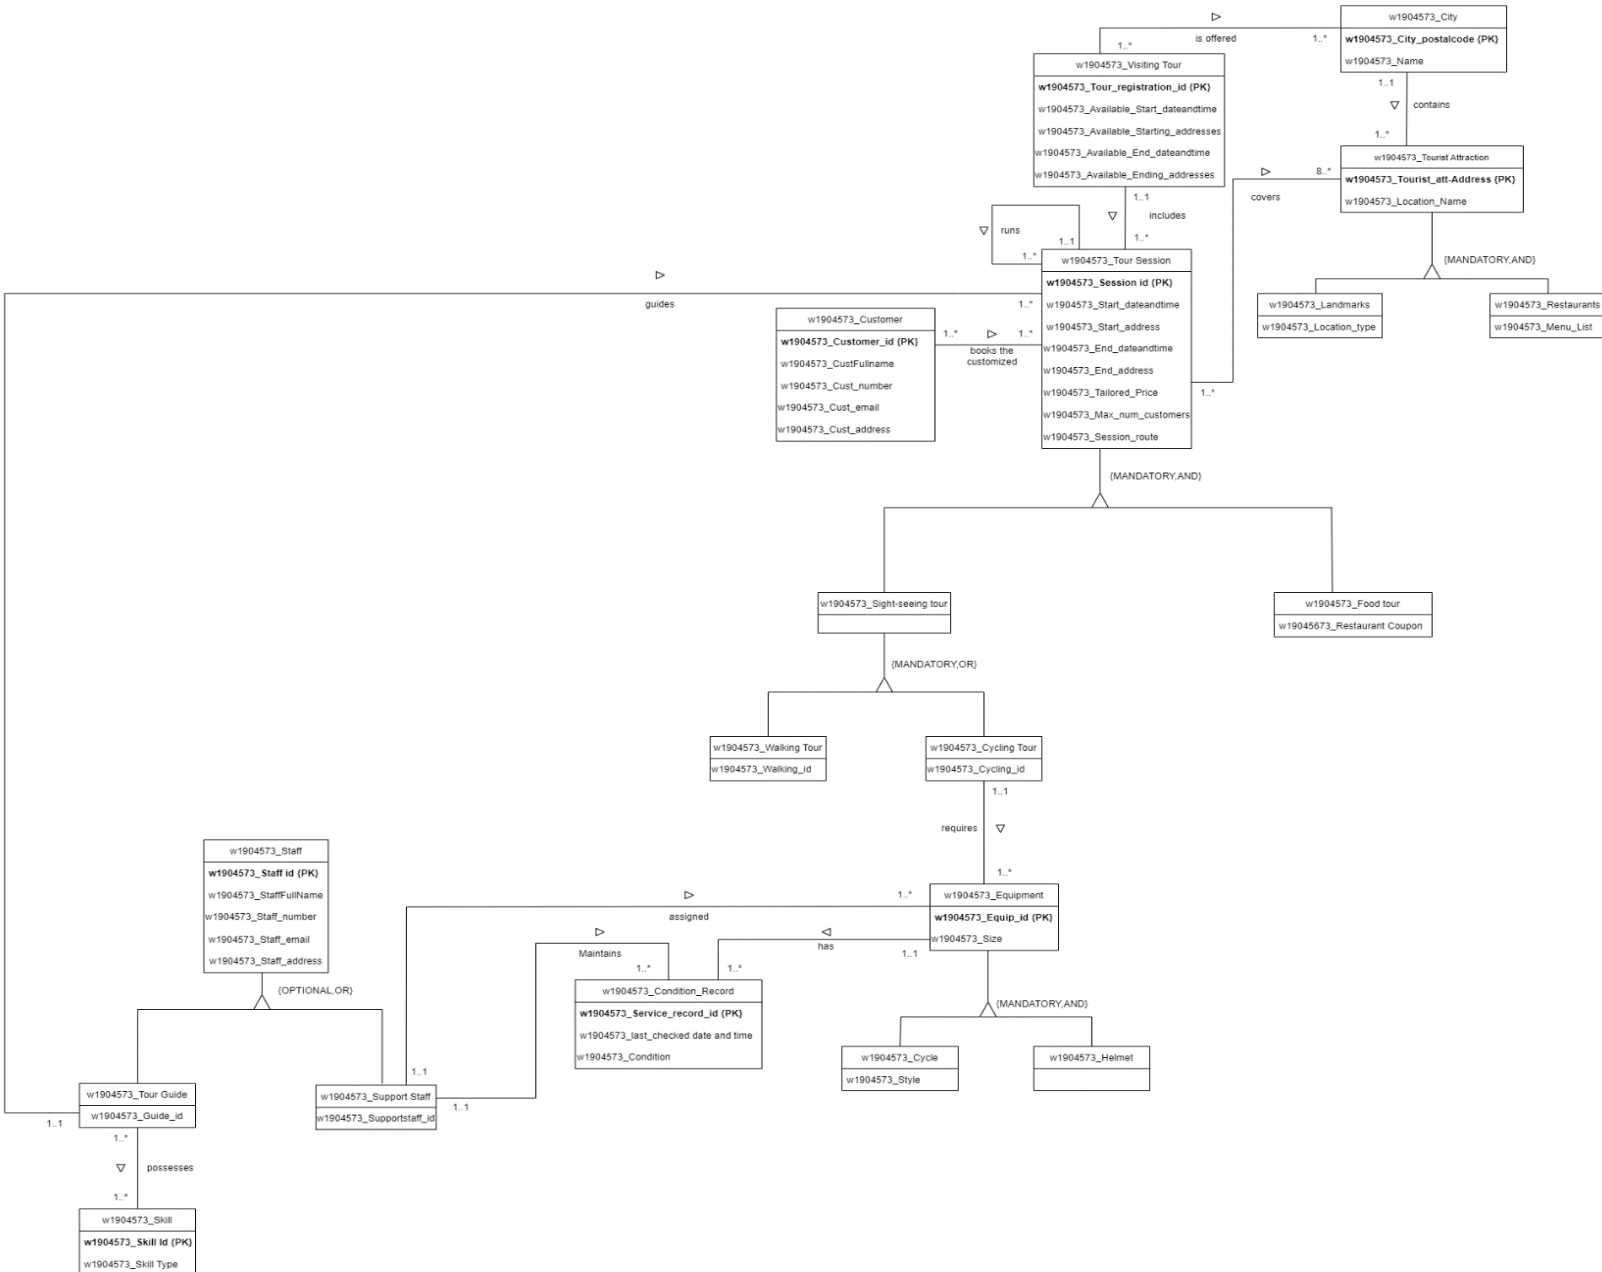 w1904573_City
w1904573_City_postalcode {PK}
w1904573_Name
is offered
1..*
1..*
w1904573_Visiting Tour
w1904573_Tour_registration_id {PK}
w1904573_Available_Start_dateandtime
w1904573_Available_Starting_addresses
w1904573_Available_End_dateandtime
w1904573_Available_Ending_addresses
1..1
contains
1..*
w1904573_Tourist Attraction
w1904573_Tourist_att-Address {PK}
w1904573_Location_Name
8..*
covers
1..*
1..1
includes
1..*
runs
1..1
1..*
{MANDATORY,AND}
w1904573_Landmarks
w1904573_Location_type
w1904573_Restaurants
w1904573_Menu_List
w1904573_Tour Session
w1904573_Session id {PK}
w1904573_Start_dateandtime
w1904573_Start_address
w1904573_End_dateandtime
w1904573_End_address
w1904573_Tailored_Price
w1904573_Max_num_customers
w1904573_Session_route
guides
1..*
w1904573_Customer
w1904573_Customer_id {PK}
w1904573_CustFullname
w1904573_Cust_number
w1904573_Cust_email
w1904573_Cust_address
1..*
1..*
books the
customized
{MANDATORY,AND}
w1904573_Sight-seeing tour
w1904573_Food tour
w19045673_Restaurant Coupon
{MANDATORY,OR}
w1904573_Walking Tour
w1904573_Walking_id
w1904573_Cycling Tour
w1904573_Cycling_id
1..1
requires
1..*
w1904573_Staff
w1904573_Staff id {PK}
w1904573_StaffFullName
w1904573_Staff_number
w1904573_Staff_email
w1904573_Staff_address
{OPTIONAL,OR}
w1904573_Equipment
w1904573_Equip_id {PK}
w1904573_Size
1..*
assigned
has
1..1
1..*
Maintains
1..*
w1904573_Condition_Record
w1904573_Service_record_id {PK}
w1904573_last_checked date and time
w1904573_Condition
{MANDATORY,AND}
w1904573_Cycle
w1904573_Style
w1904573_Helmet
1..1
w1904573_Tour Guide
w1904573_Guide_id
w1904573_Support Staff
w1904573_Supportstaff_id
1..1
1..1
1..*
possesses
1..*
w1904573_Skill
w1904573_Skill Id {PK}
w1904573_Skill Type